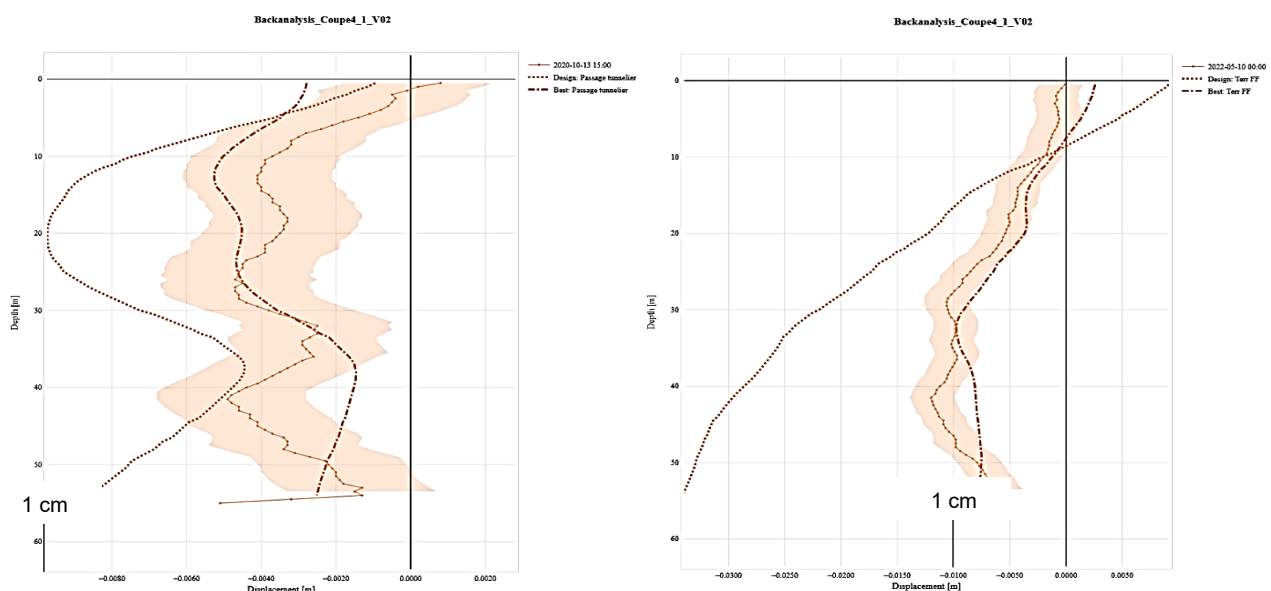 Backanalysis_Coupe4_1_V02
2020-10-13 15:00
Design: Passage tunnelier
Best: Passage tunnelier
0
10
20
30
40
50
60
Depth [m]
1 cm
−0.0080
−0.0060
−0.0040
−0.0020
0.0000
0.0020
Displacement [m]
Backanalysis_Coupe4_1_V02
2022-05-10 00:00
Design: Terr FF
Best: Terr FF
0
10
20
30
40
50
60
Depth [m]
1 cm
−0.0300
−0.0250
−0.0200
−0.0150
−0.0100
−0.0050
0.0000
0.0050
Displacement [m]